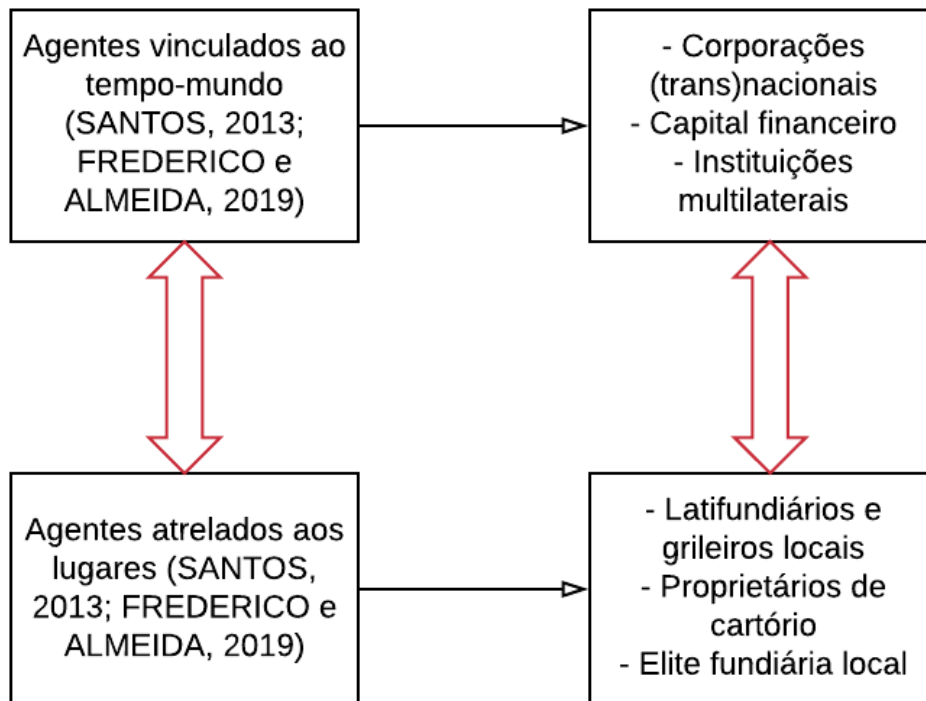 Agentes vinculados ao
tempo-mundo
(SANTOS, 2013;
FREDERICO e
ALMEIDA, 2019)
- Corporações
(trans)nacionais
- Capital financeiro
- Instituições
multilaterais
Agentes atrelados aos
lugares (SANTOS,
2013; FREDERICO e
ALMEIDA, 2019)
- Latifundiários e
grileiros locais
- Proprietários de
cartório
- Elite fundiária local